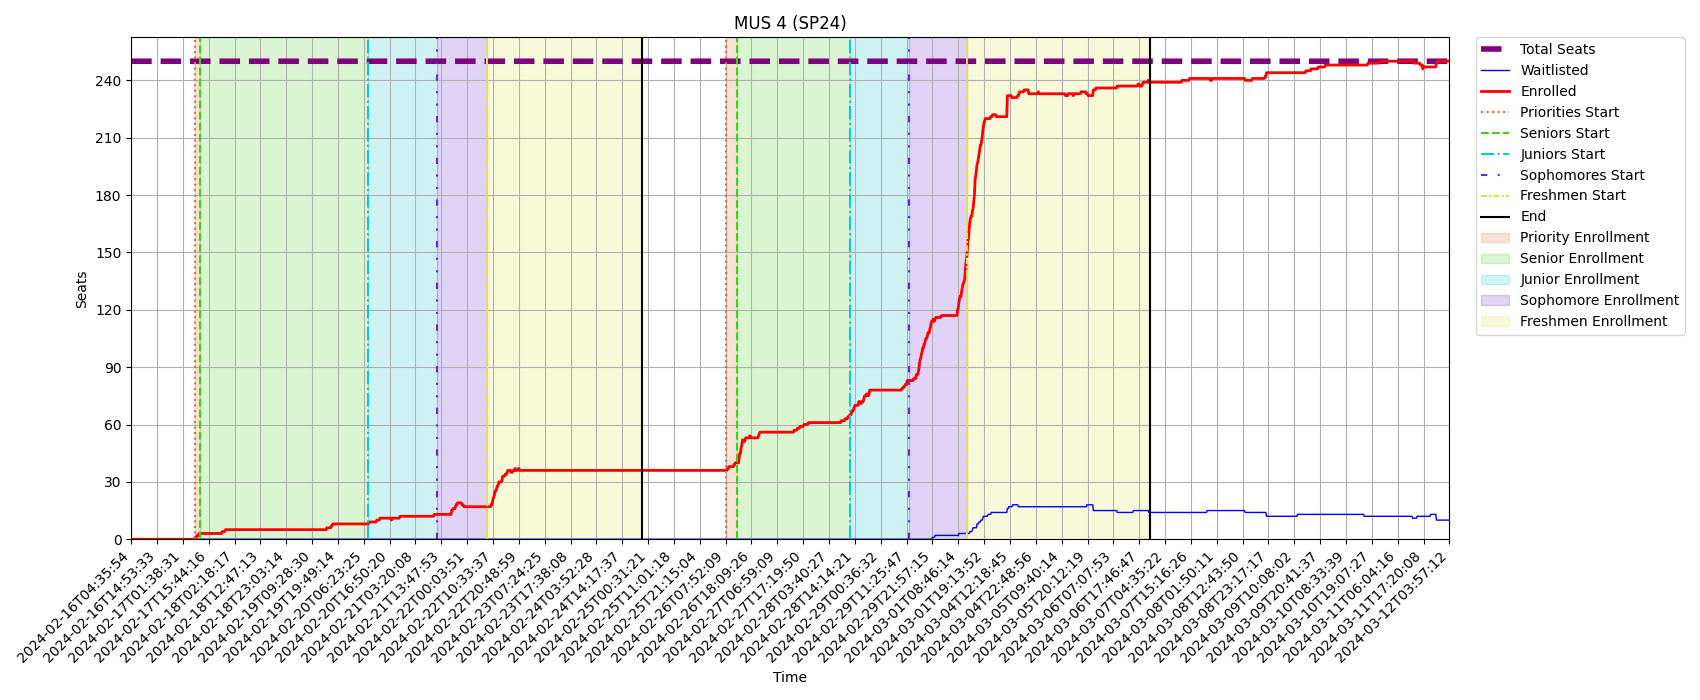 MUS 4 (SP24)
Seats
240
210
180
150
120
90
60
30
0
2024-02-16T04:35:54
2024-02-16T14:53:33
2024-02-17T01:38:31
2024-02-17T15:44:16
2024-02-18T02:18:17
2024-02-18T12:47:13
2024-02-18T23:03:14
2024-02-19T09:28:30
2024-02-19T19:49:14
2024-02-20T06:23:25
2024-02-20T16:50:20
2024-02-21T03:20:08
2024-02-21T13:47:53
2024-02-22T00:03:51
2024-02-22T10:33:37
2024-02-22T20:48:59
2024-02-23T07:24:25
2024-02-23T17:38:08
2024-02-24T03:52:28
2024-02-24T14:17:37
2024-02-25T00:31:21
2024-02-25T11:01:18
2024-02-25T21:15:04
2024-02-26T07:52:09
2024-02-26T18:09:26
2024-02-27T06:59:09
2024-02-27T17:19:50
2024-02-28T03:40:27
2024-02-28T14:14:21
2024-02-29T00:36:32
2024-02-29T11:25:47
2024-02-29T21:57:15
2024-03-01T08:46:14
2024-03-01T19:13:52
2024-03-04T12:18:45
2024-03-04T22:48:56
2024-03-05T09:40:14
2024-03-05T20:12:19
2024-03-06T07:07:53
2024-03-06T17:46:47
2024-03-07T04:35:22
2024-03-07T15:16:26
2024-03-08T01:50:11
2024-03-08T12:43:50
2024-03-08T23:17:17
2024-03-09T10:08:02
2024-03-09T20:41:37
2024-03-10T08:33:39
2024-03-10T19:07:27
2024-03-11T06:04:16
2024-03-11T17:20:08
2024-03-12T03:57:12
Time
Total Seats
Waitlisted
Enrolled
Priorities Start
Seniors Start
Juniors Start
Sophomores Start
Freshmen Start
End
Priority Enrollment
Senior Enrollment
Junior Enrollment
Sophomore Enrollment
Freshmen Enrollment